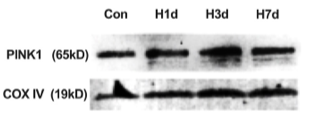 Con H1d H3d H7d
PINK1 (65kD)
COX IV (19kD)